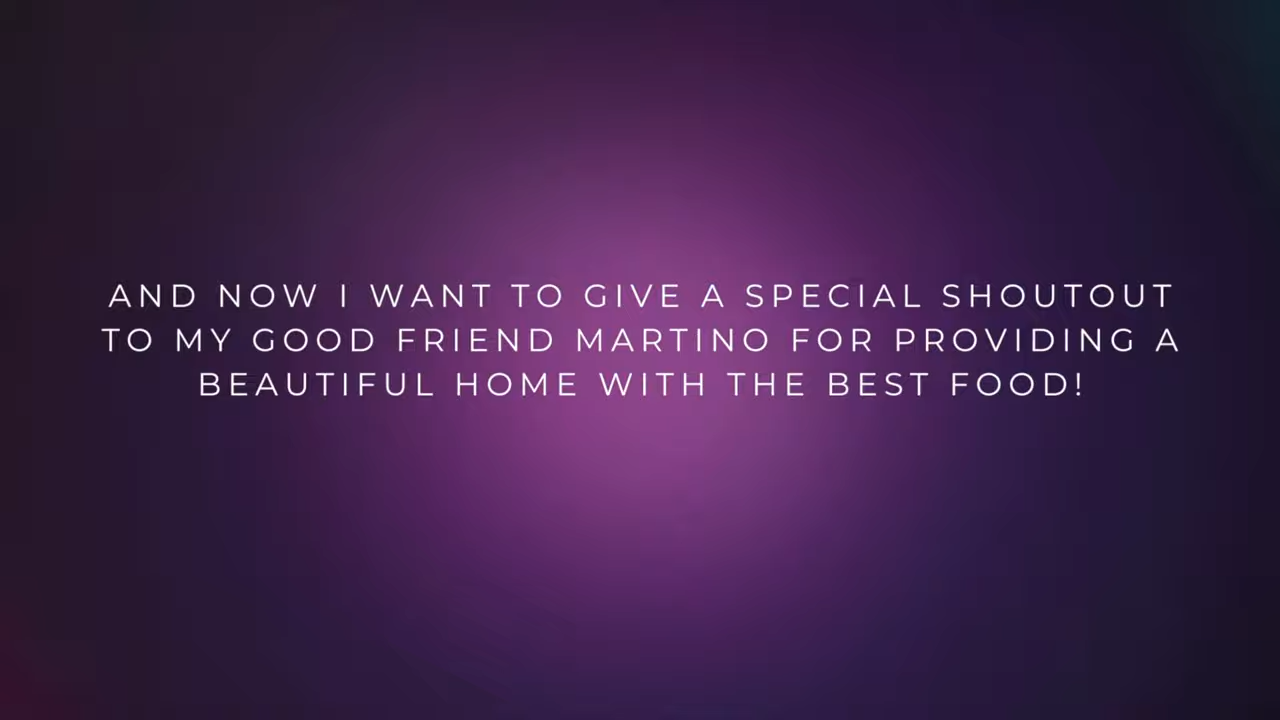 AND NOW I WANT TO GIVE A SPECIAL SHOUTOUT
TO MY GOOD FRIEND MARTINO FOR PROVIDING A
BEAUTIFUL HOME WITH THE BEST FOOD!